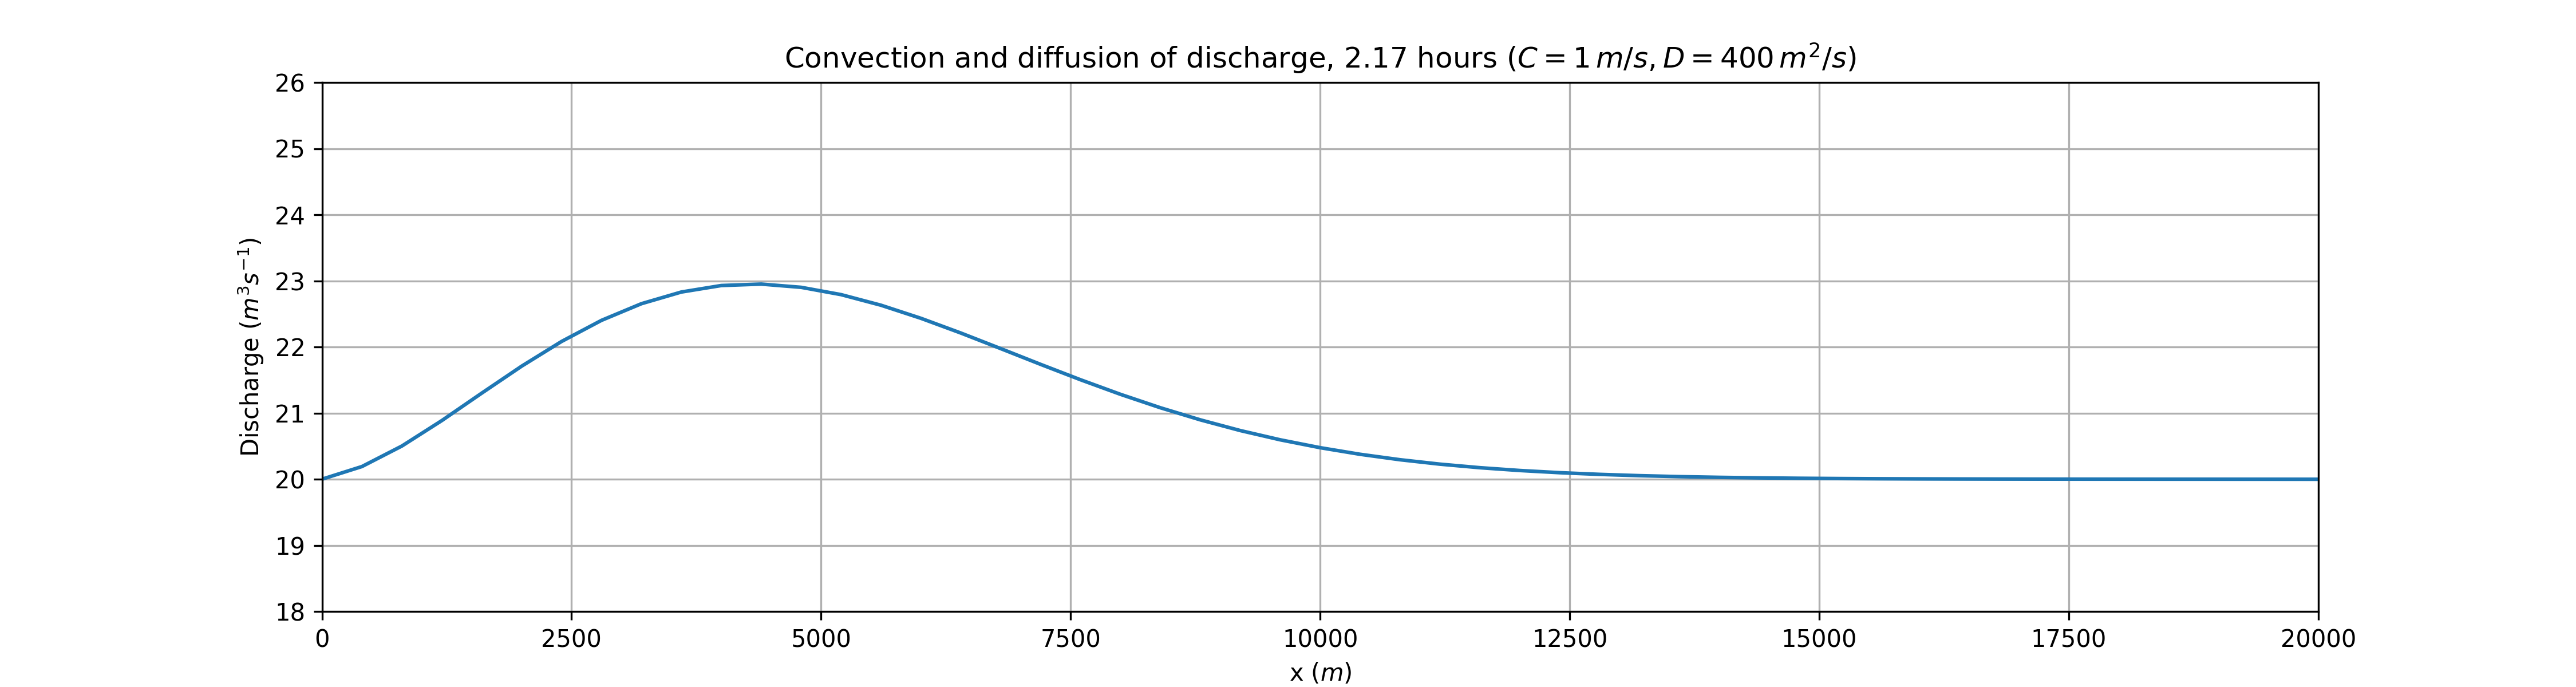 Convection and diffusion of discharge, 2.17 hours (C = 1 m/s, D = 400 m²/s)
26
25
24
23
22
21
20
19
18
Discharge (m³s⁻¹)
0 2500 5000 7500 10000 12500 15000 17500 20000
x (m)